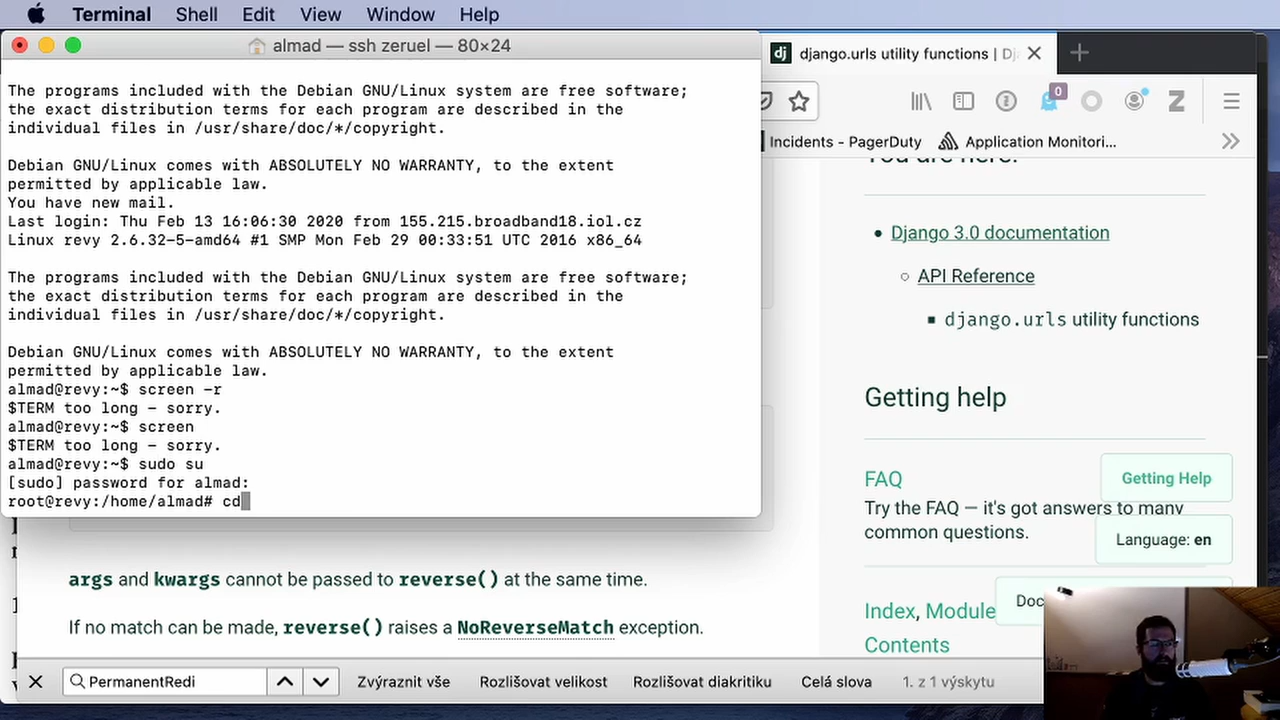 Terminal Shell Edit View Window Help
almad — ssh zeruel — 80×24
The programs included with the Debian GNU/Linux system are free software;
the exact distribution terms for each program are described in the
individual files in /usr/share/doc/*/copyright.
Debian GNU/Linux comes with ABSOLUTELY NO WARRANTY, to the extent
permitted by applicable law.
You have new mail.
Last login: Thu Feb 13 16:06:30 2020 from 155.215.broadband18.iol.cz
Linux revy 2.6.32-5-amd64 #1 SMP Mon Feb 29 00:33:51 UTC 2016 x86_64
The programs included with the Debian GNU/Linux system are free software;
the exact distribution terms for each program are described in the
individual files in /usr/share/doc/*/copyright.
Debian GNU/Linux comes with ABSOLUTELY NO WARRANTY, to the extent
permitted by applicable law.
almad@revy:~$ screen -r
$TERM too long - sorry.
almad@revy:~$ screen
$TERM too long - sorry.
almad@revy:~$ sudo su
[sudo] password for almad:
root@revy:/home/almad# cd
dj django.urls utility functions | Dj
0
Z
Incidents - PagerDuty Application Monitori...
You are here:
Django 3.0 documentation
API Reference
django.urls utility functions
Getting help
FAQ
Getting Help
Try the FAQ — it's got answers to many
common questions.
Language: en
Index, Module
Contents
Doc
args and kwargs cannot be passed to reverse() at the same time.
If no match can be made, reverse() raises a NoReverseMatch exception.
PermanentRedi
Zvýraznit vše Rozlišovat velikost Rozlišovat diakritiku Celá slova 1. z 1 výskytu